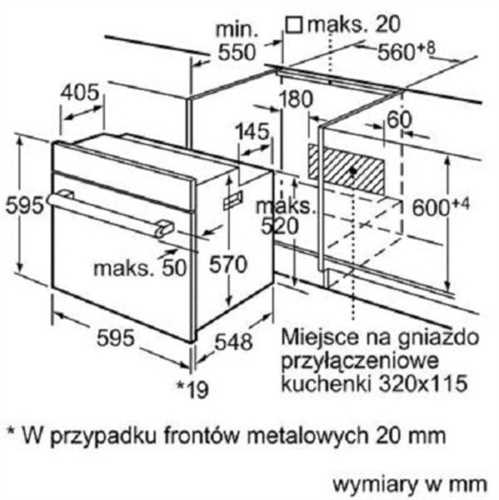 min.
550
maks. 20
560+8
405
180
145
60
595
maks.
520
600+4
maks. 50
570
595
548
*19
Miejsce na gniazdo
przyłączeniowe
kuchenki 320x115
* W przypadku frontów metalowych 20 mm
wymiary w mm